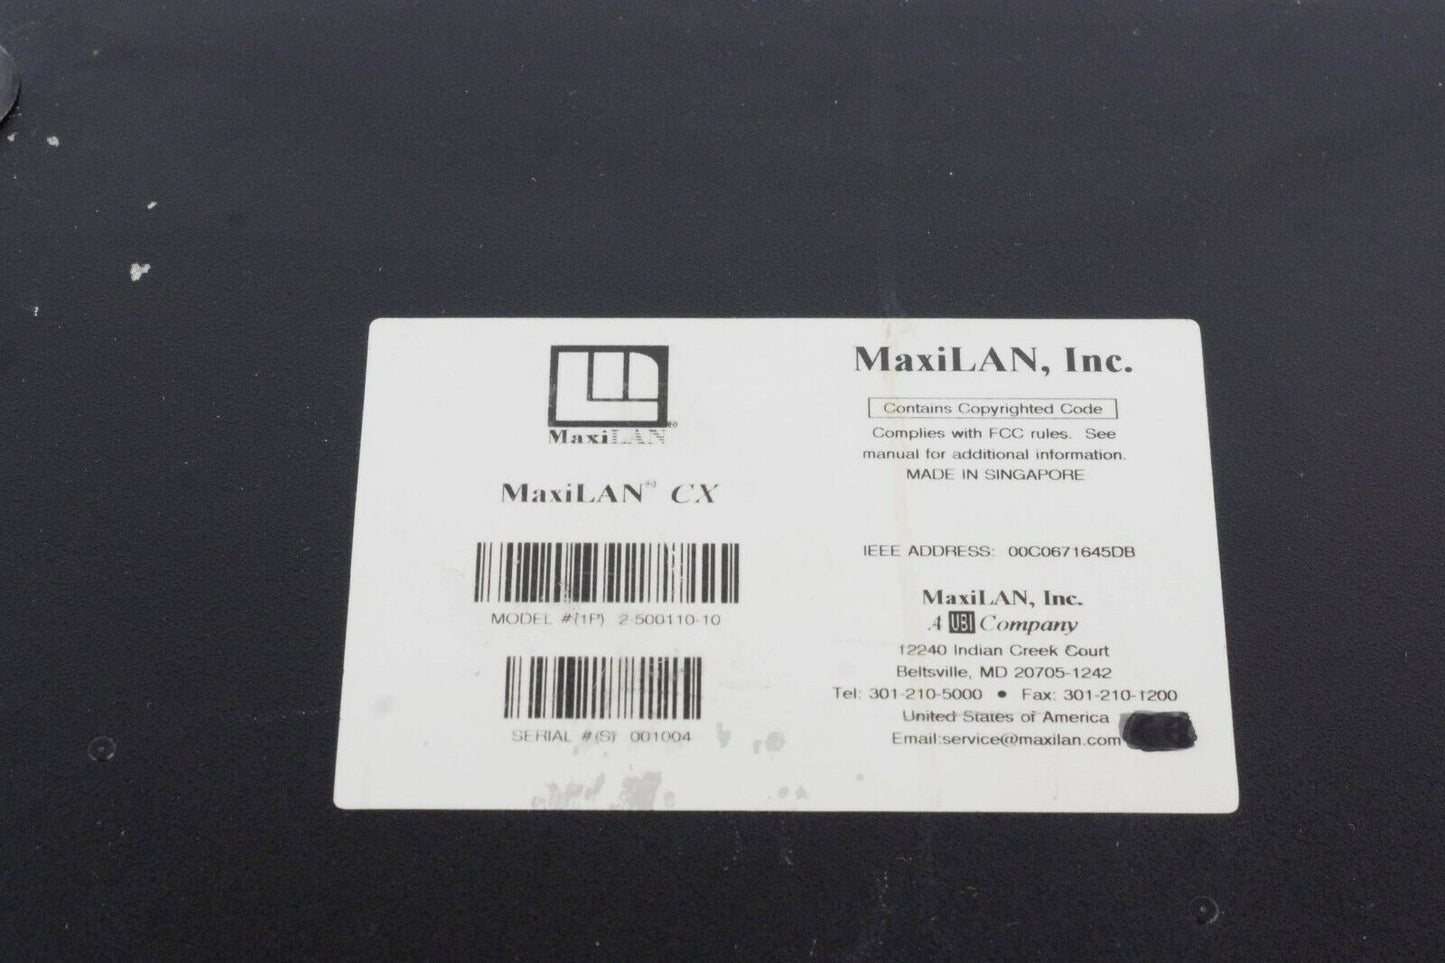 MaxiLAN
MaxiLAN® CX
MODEL #(1P) 2-500110-10
SERIAL #(S) 001004
MaxiLAN, Inc.
Contains Copyrighted Code
Complies with FCC rules. See
manual for additional information.
MADE IN SINGAPORE
IEEE ADDRESS: 00C0671645DB
MaxiLAN, Inc.
A UBI Company
12240 Indian Creek Court
Beltsville, MD 20705-1242
Tel: 301-210-5000 • Fax: 301-210-1200
United States of America
Email:service@maxilan.com